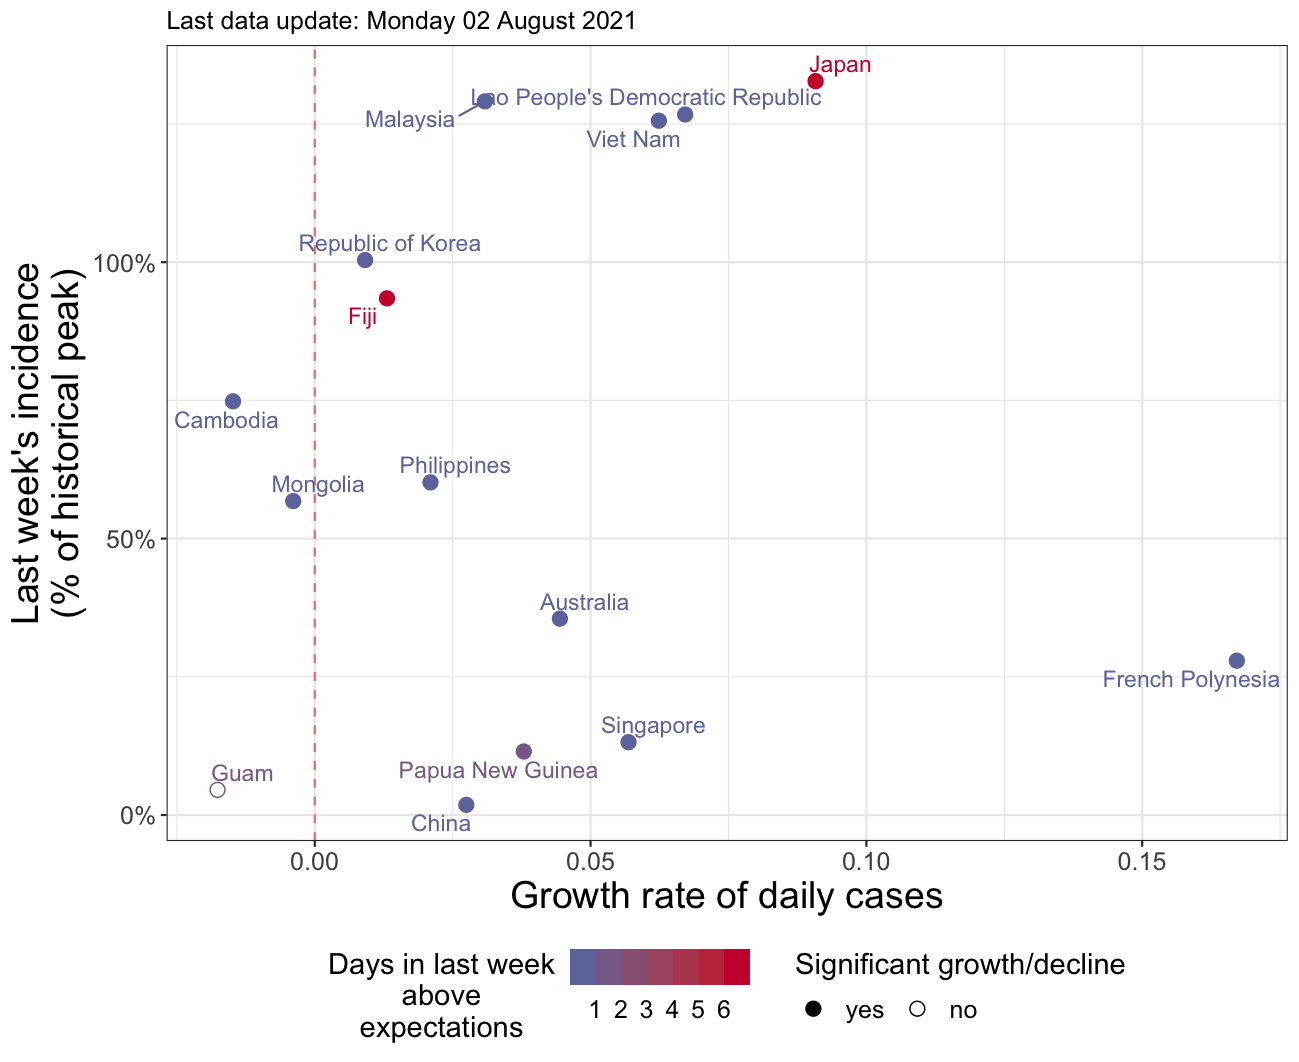 Last data update: Monday 02 August 2021
Japan
Lao People's Democratic Republic
Malaysia
Viet Nam
Republic of Korea
100%
Fiji
Cambodia
Philippines
Mongolia
50%
Australia
French Polynesia
Singapore
Papua New Guinea
Guam
0%
China
Last week's incidence
(% of historical peak)
0.00 0.05 0.10 0.15
Growth rate of daily cases
Days in last week
above
expectations
1 2 3 4 5 6
Significant growth/decline
yes no